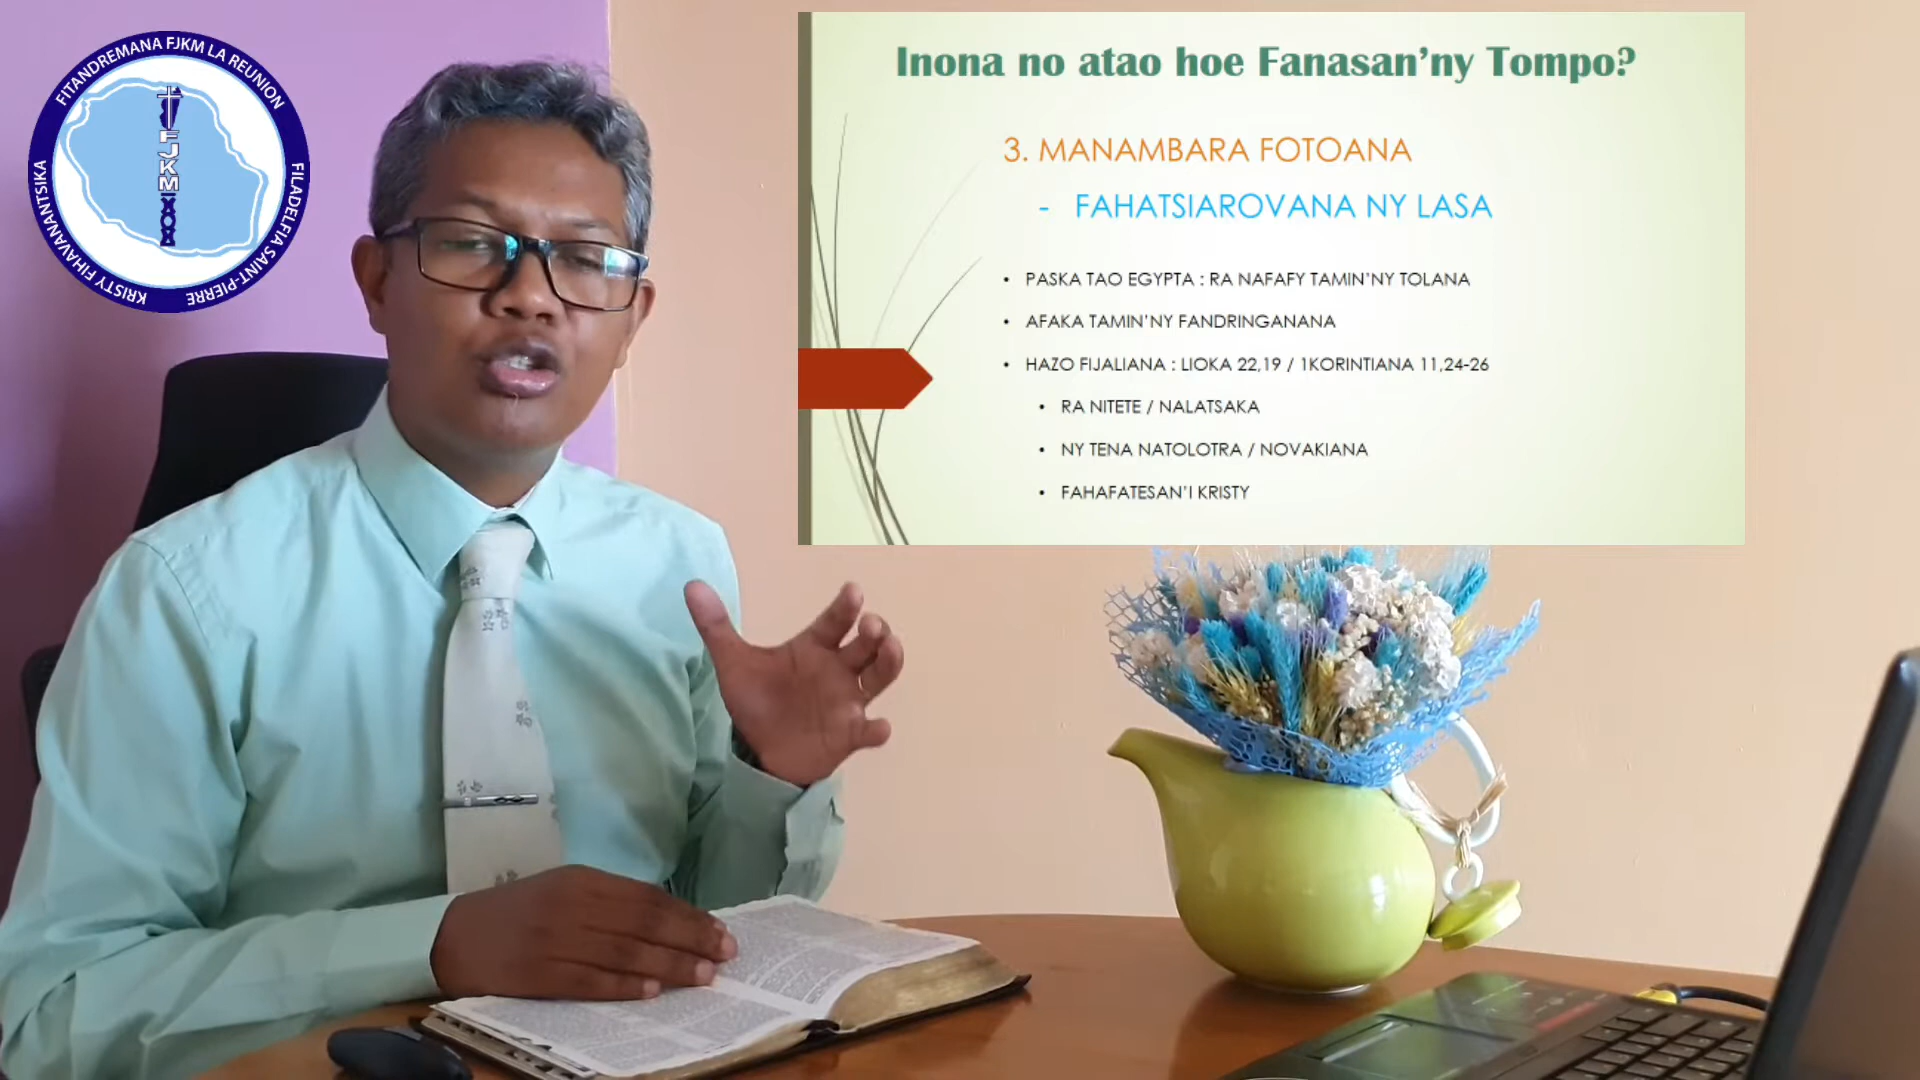 FITANDREMANA FJKM LA REUNION
FILADELFIA SAINT-PIERRE
KRISTY FIHAVANANTSIKA
FJKM
Inona no atao hoe Fanasan’ny Tompo?
3. MANAMBARA FOTOANA
- FAHATSIAROVANA NY LASA
• PASKA TAO EGYPTA : RA NAFAFY TAMIN’NY TOLANA
• AFAKA TAMIN’NY FANDRINGANANA
• HAZO FIJALIANA : LIOKA 22,19 / 1KORINTIANA 11,24-26
• RA NITETE / NALATSAKA
• NY TENA NATOLOTRA / NOVAKIANA
• FAHAFATESAN’I KRISTY